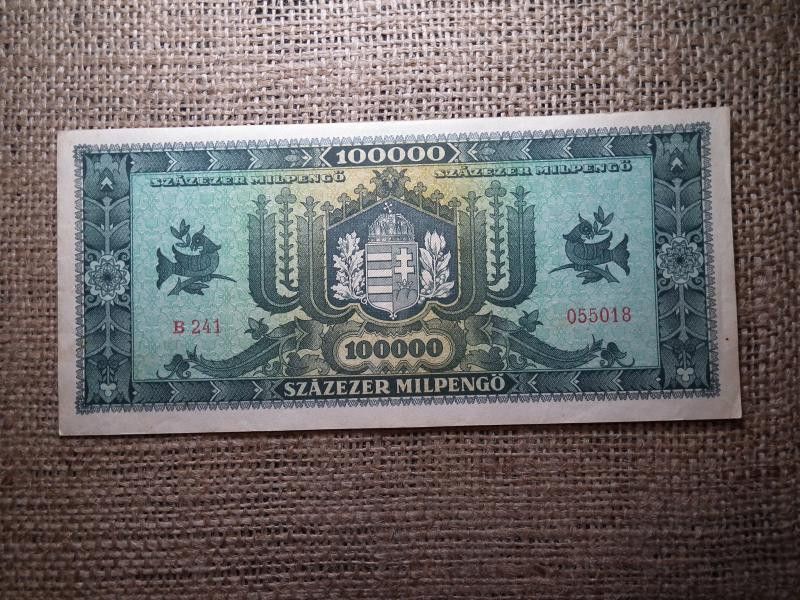 100000
SZÁZEZER MILPENGŐ SZÁZEZER MILPENGŐ
B 241 055018
100000
SZÁZEZER MILPENGŐ